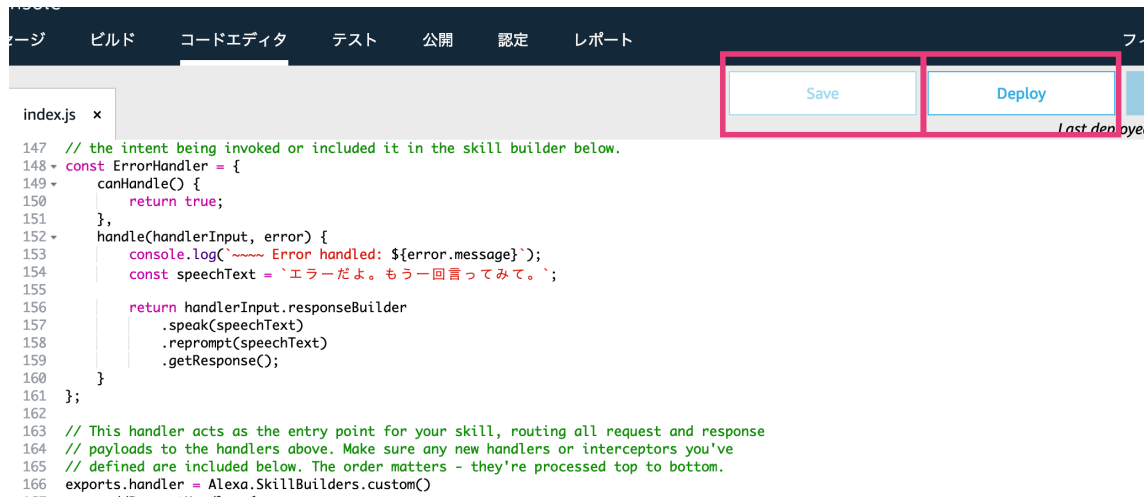 ビルド
コードエディタ
テスト
公開
認定
レポート
Save
Deploy
index.js ×
147 // the intent being invoked or included it in the skill builder below.
148 const ErrorHandler = {
149 canHandle() {
150 return true;
151 },
152 handle(handlerInput, error) {
153 console.log(`~~~~ Error handled: ${error.message}`);
154 const speechText = `エラーだよ。もう一回言ってみて。`;
155
156 return handlerInput.responseBuilder
157 .speak(speechText)
158 .reprompt(speechText)
159 .getResponse();
160 }
161 };
162
163 // This handler acts as the entry point for your skill, routing all request and response
164 // payloads to the handlers above. Make sure any new handlers or interceptors you've
165 // defined are included below. The order matters - they're processed top to bottom.
166 exports.handler = Alexa.SkillBuilders.custom()